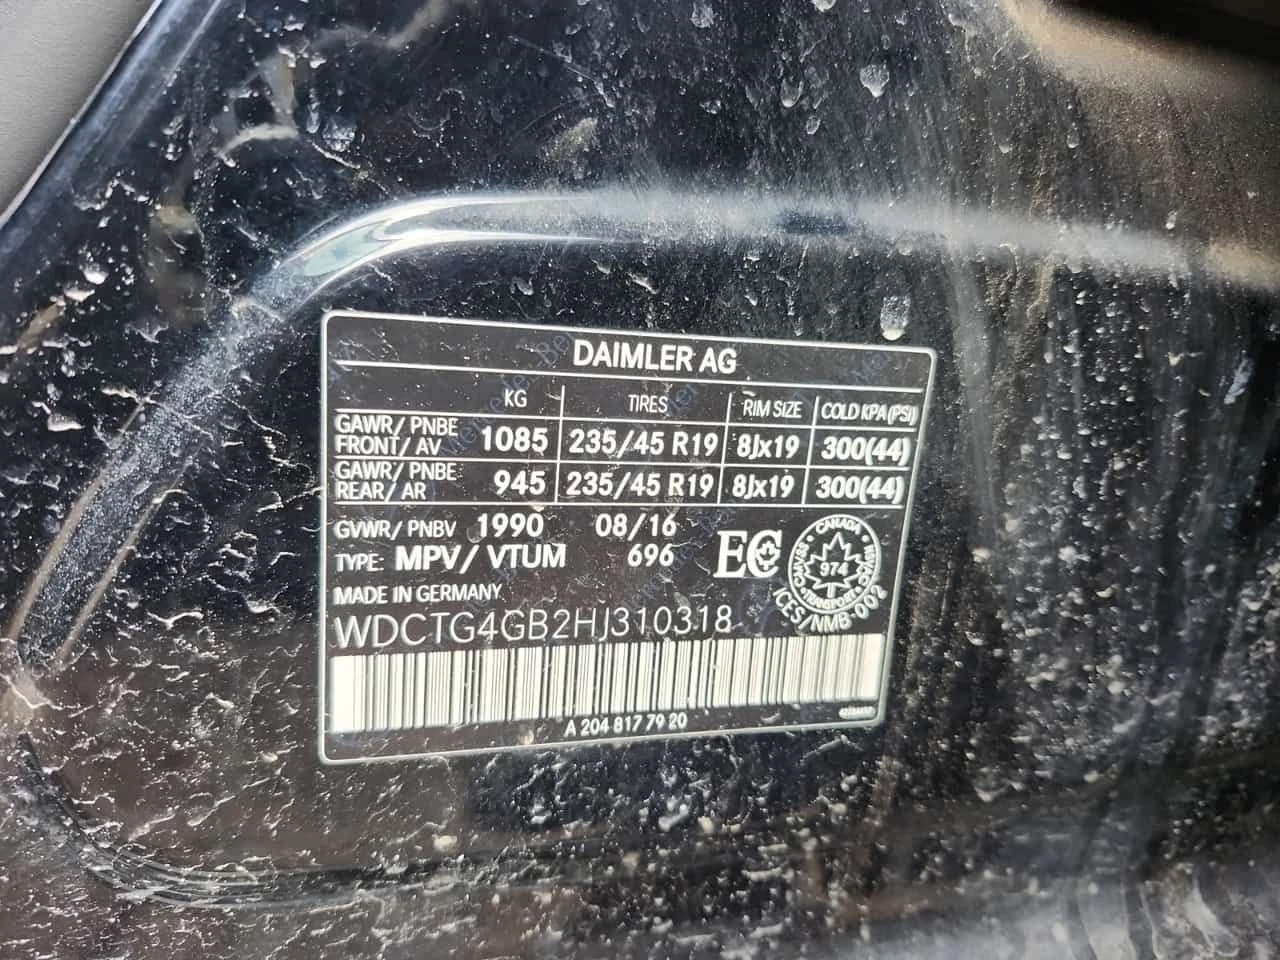 DAIMLER AG
KG TIRES RIM SIZE COLD KPA(PSI)
GAWR/ PNBE FRONT/ AV 1085 235/45 R19 8Jx19 300(44)
GAWR/ PNBE REAR/ AR 945 235/45 R19 8Jx19 300(44)
GVWR/ PNBV 1990 08/16
TYPE: MPV/ VTUM 696
EC
CANADA
974
TRANSPORT
ICES/NMB-002
MADE IN GERMANY
WDCTG4GB2HJ310318
A 204 817 79 20